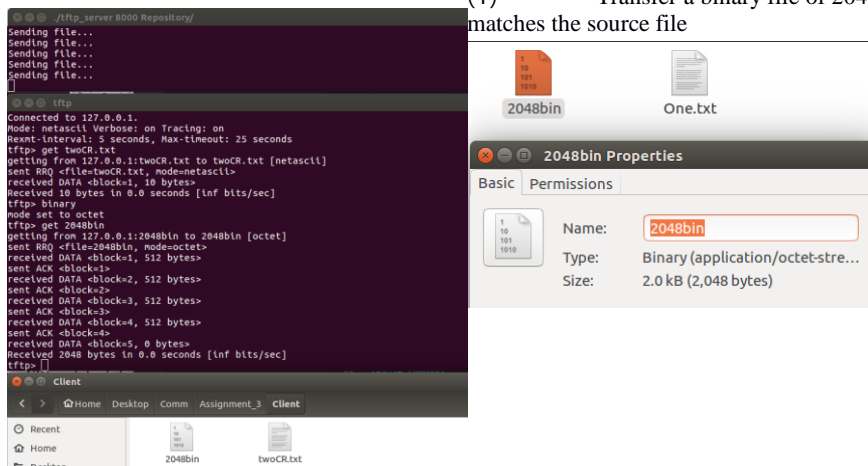 ./tftp_server 8000 Repository/
Sending file...
Sending file...
Sending file...
Sending file...
Sending file...
tftp
Connected to 127.0.0.1.
Mode: netascii Verbose: on Tracing: on
Rexmt-interval: 5 seconds, Max-timeout: 25 seconds
tftp> get twoCR.txt
getting from 127.0.0.1:twoCR.txt to twoCR.txt [netascii]
sent RRQ <file=twoCR.txt, mode=netascii>
received DATA <block=1, 10 bytes>
Received 10 bytes in 0.0 seconds [inf bits/sec]
tftp> binary
mode set to octet
tftp> get 2048bin
getting from 127.0.0.1:2048bin to 2048bin [octet]
sent RRQ <file=2048bin, mode=octet>
received DATA <block=1, 512 bytes>
sent ACK <block=1>
received DATA <block=2, 512 bytes>
sent ACK <block=2>
received DATA <block=3, 512 bytes>
sent ACK <block=3>
received DATA <block=4, 512 bytes>
sent ACK <block=4>
received DATA <block=5, 0 bytes>
Received 2048 bytes in 0.0 seconds [inf bits/sec]
tftp>
Client
Home Desktop Comm Assignment_3 Client
Recent
Home
2048bin twoCR.txt
Transfer a binary file of 204
matches the source file
2048bin One.txt
2048bin Properties
Basic Permissions
Name: 2048bin
Type: Binary (application/octet-stre...
Size: 2.0 kB (2,048 bytes)